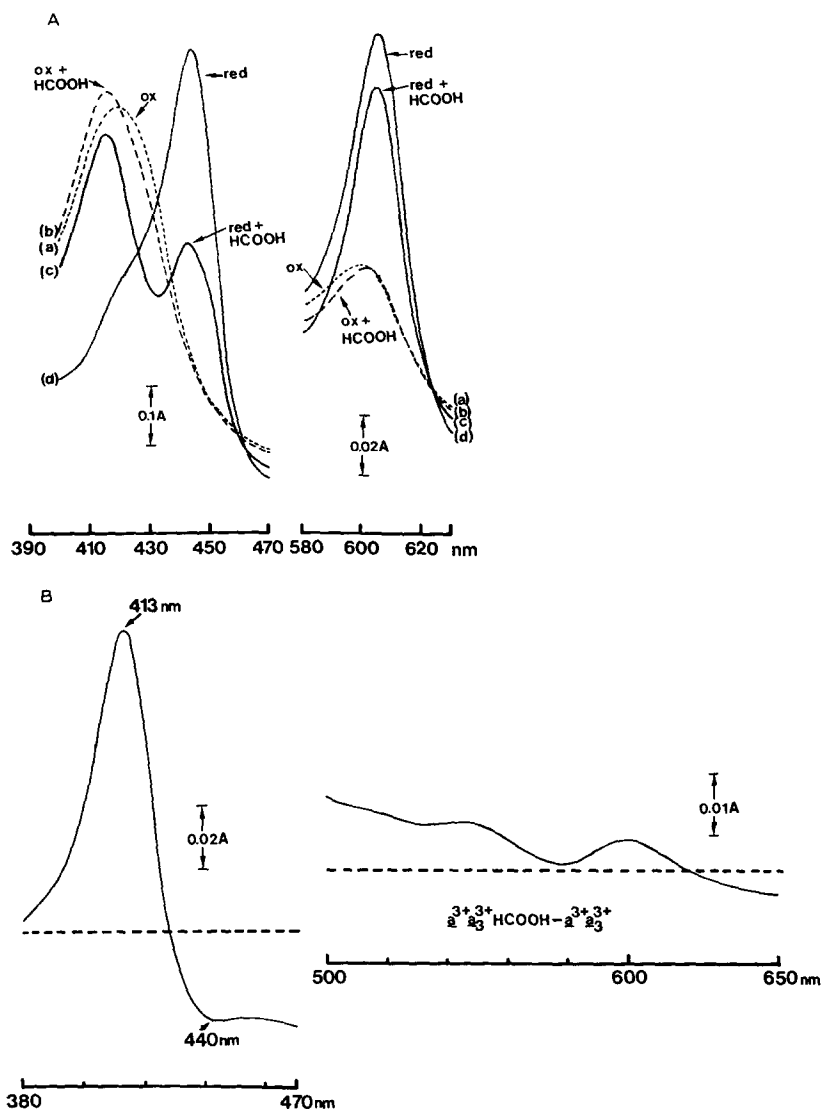 A
ox +
HCOOH
ox
red
red +
HCOOH
(b)
(a)
(c)
(d)
0.1A
390 410 430 450 470
red
red +
HCOOH
ox
ox +
HCOOH
(a)
(b)
(c)
(d)
0.02A
580 600 620 nm
B
413 nm
0.02A
440nm
380 470nm
0.01A
a³⁺a₃³⁺HCOOH–a³⁺a₃³⁺
500 600 650nm